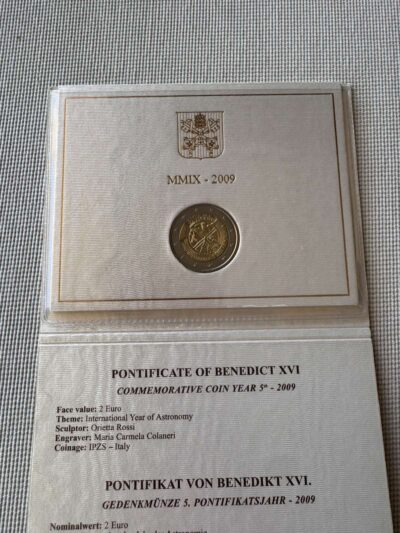 MMIX - 2009
PONTIFICATE OF BENEDICT XVI
COMMEMORATIVE COIN YEAR 5º - 2009
Face value: 2 Euro
Theme: International Year of Astronomy
Sculptor: Orietta Rossi
Engraver: Maria Carmela Colaneri
Coinage: IPZS – Italy
PONTIFIKAT VON BENEDIKT XVI.
GEDENKMÜNZE 5. PONTIFIKATSJAHR - 2009
Nominalwert: 2 Euro